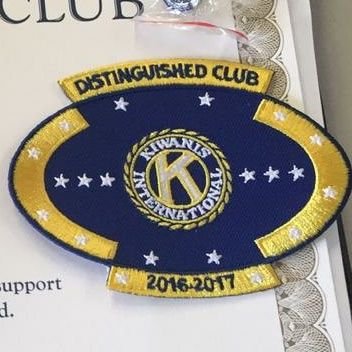 CLUB
DISTINGUISHED CLUB
KIWANIS
K
INTERNATIONAL
2016-2017
support
d.